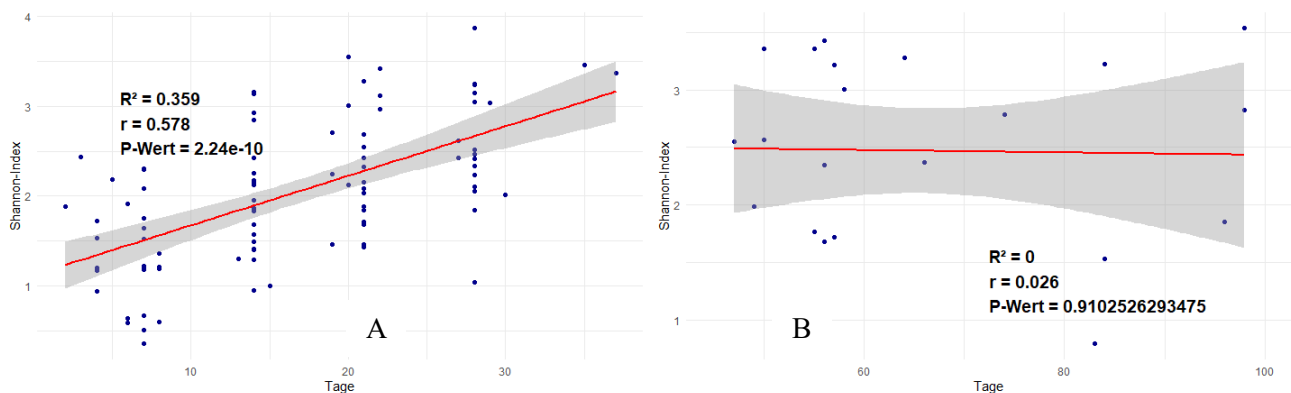 4
3
2
1
Shannon-Index
R² = 0.359
r = 0.578
P-Wert = 2.24e-10
A
10
20
30
Tage
3
2
1
Shannon-Index
R² = 0
r = 0.026
P-Wert = 0.9102526293475
B
60
80
100
Tage